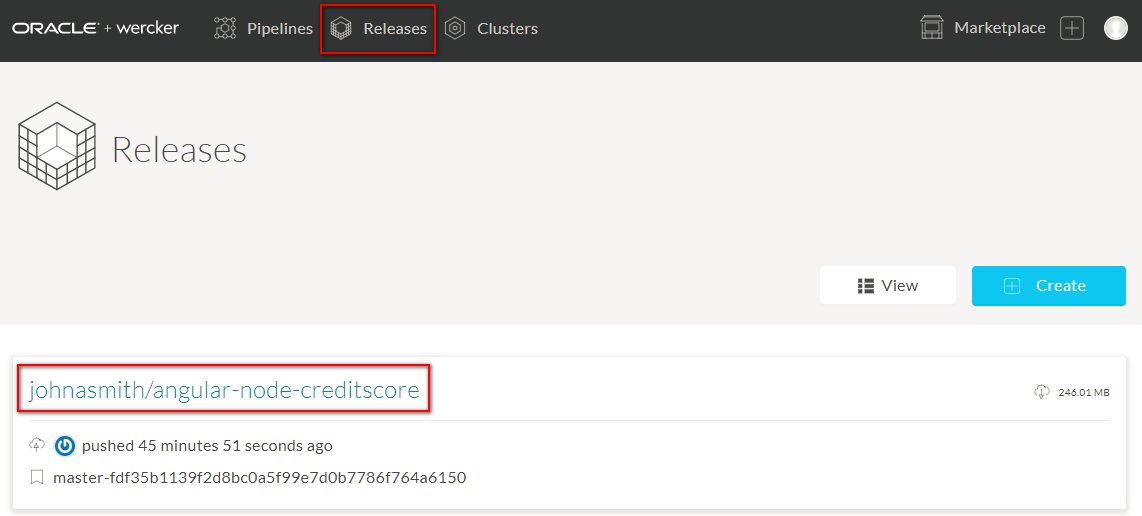 ORACLE + wercker Pipelines Releases Clusters Marketplace
Releases
View Create
johnasmith/angular-node-creditscore 246.01 MB
pushed 45 minutes 51 seconds ago
master-fdf35b1139f2d8bc0a5f99e7d0b7786f764a6150